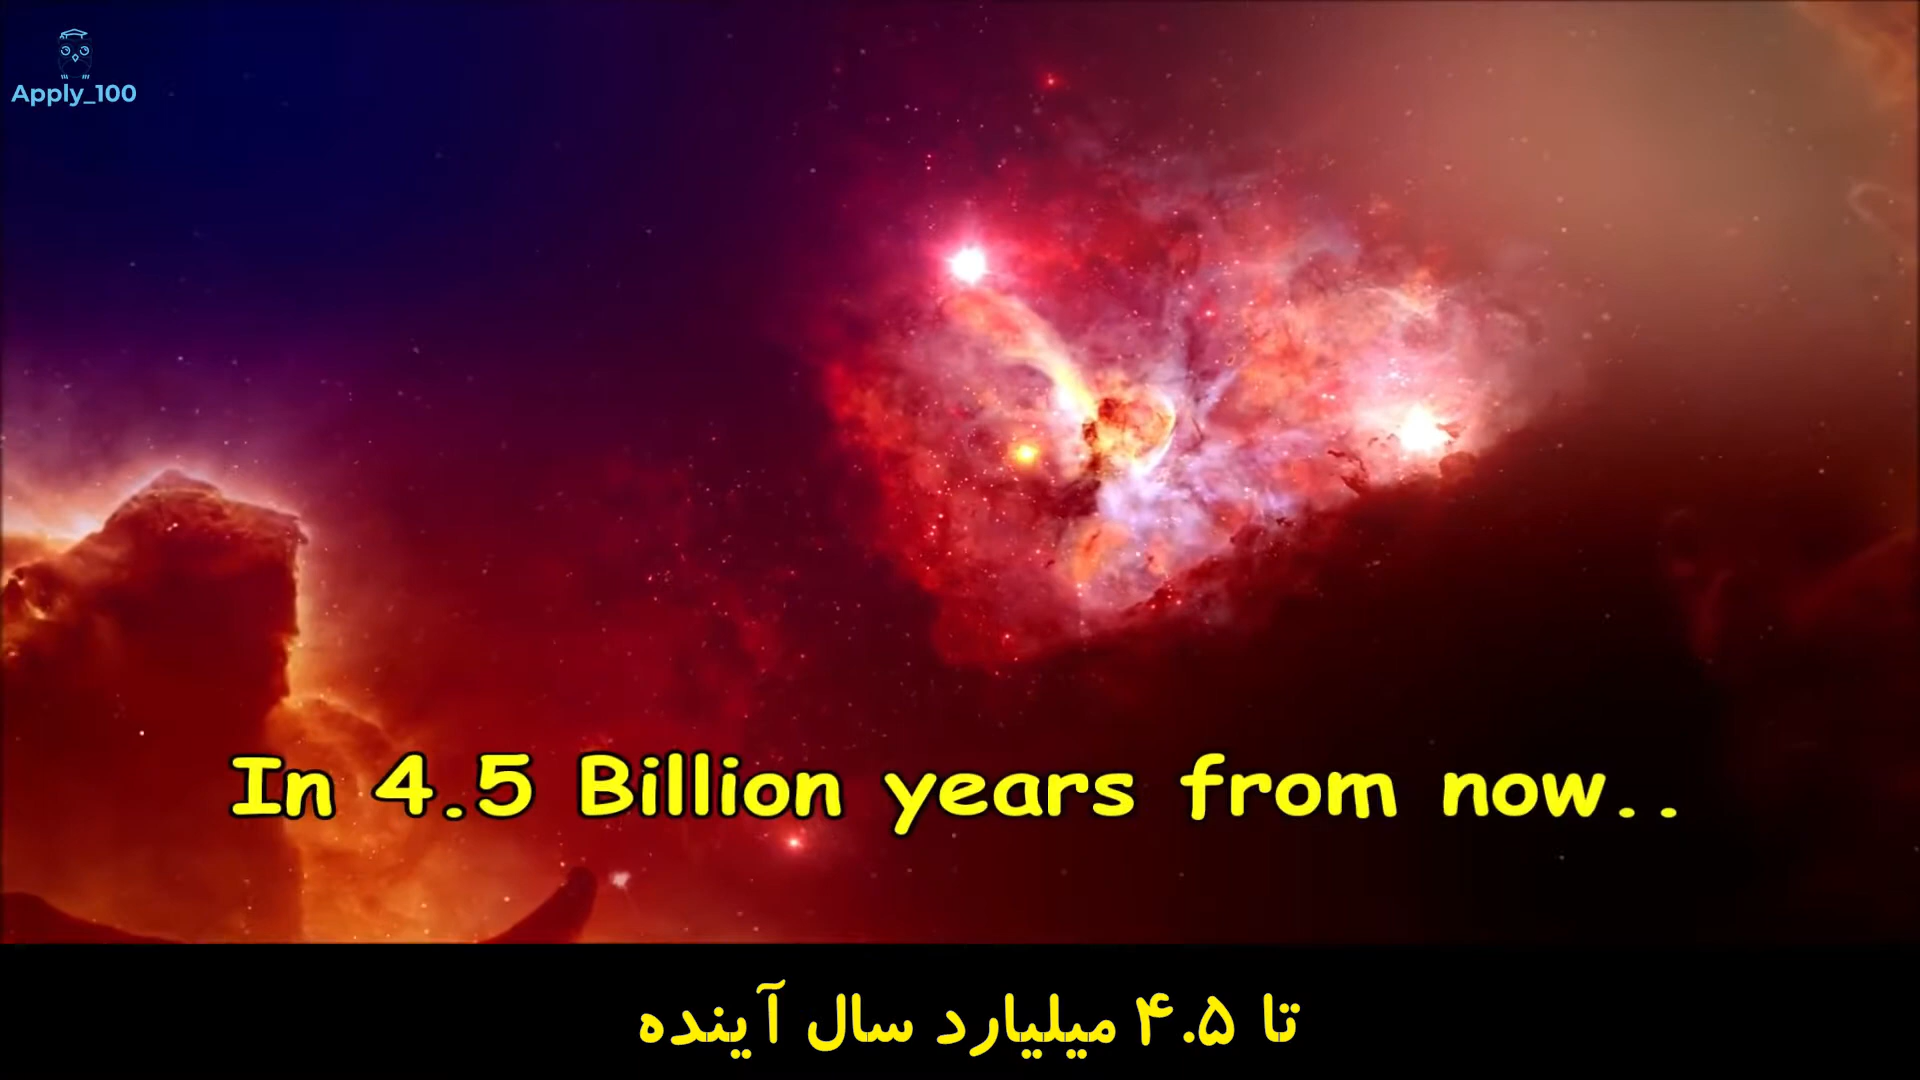 Apply_100
In 4.5 Billion years from now..
تا ۴.۵ میلیارد سال آینده